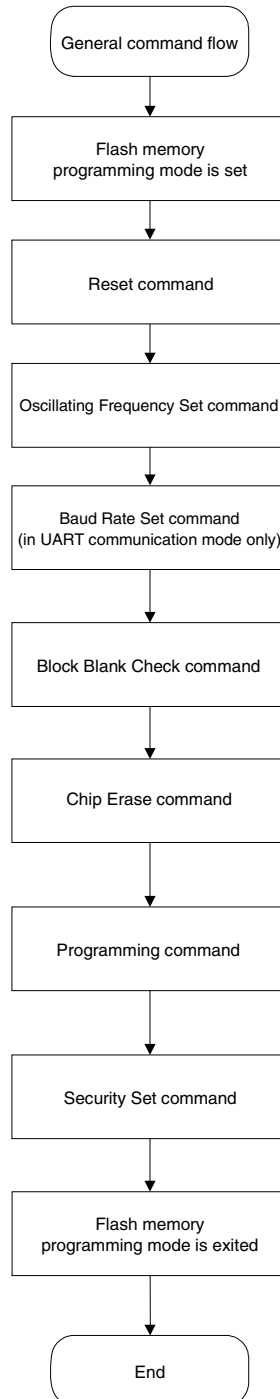 General command flow
Flash memory
programming mode is set
Reset command
Oscillating Frequency Set command
Baud Rate Set command
(in UART communication mode only)
Block Blank Check command
Chip Erase command
Programming command
Security Set command
Flash memory
programming mode is exited
End